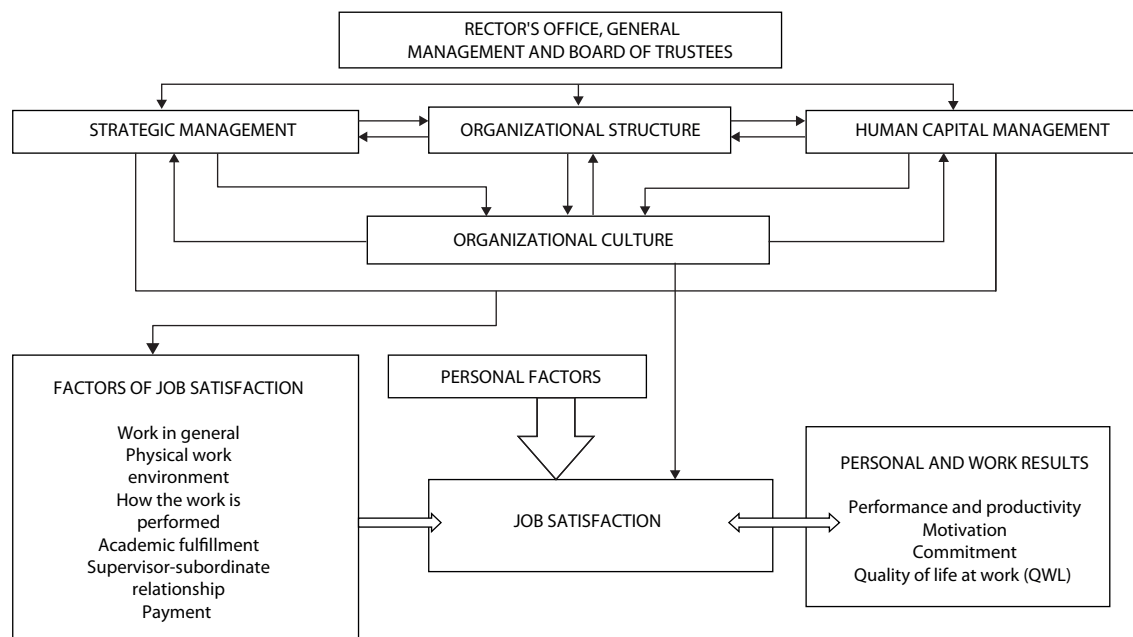 RECTOR'S OFFICE, GENERAL
MANAGEMENT AND BOARD OF TRUSTEES
STRATEGIC MANAGEMENT
ORGANIZATIONAL STRUCTURE
HUMAN CAPITAL MANAGEMENT
ORGANIZATIONAL CULTURE
FACTORS OF JOB SATISFACTION
Work in general
Physical work
environment
How the work is
performed
Academic fulfillment
Supervisor-subordinate
relationship
Payment
PERSONAL FACTORS
JOB SATISFACTION
PERSONAL AND WORK RESULTS
Performance and productivity
Motivation
Commitment
Quality of life at work (QWL)